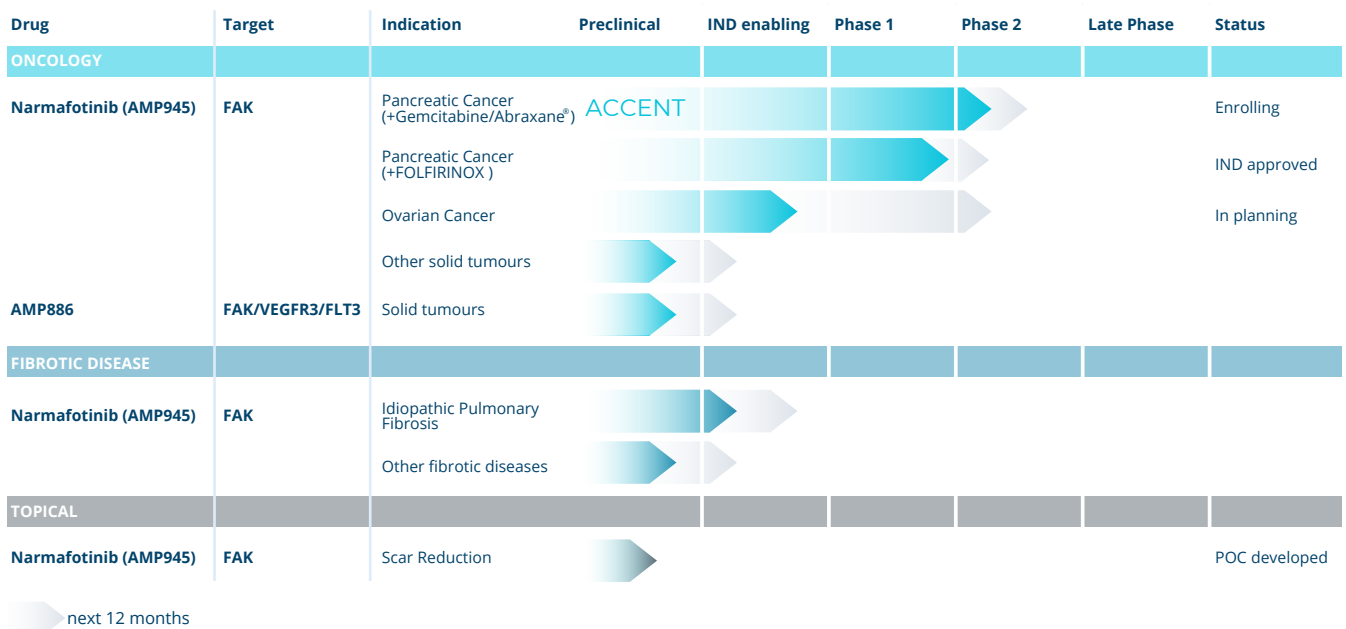 Drug Target Indication Preclinical IND enabling Phase 1 Phase 2 Late Phase Status
ONCOLOGY
Narmafotinib (AMP945) FAK Pancreatic Cancer ACCENT Enrolling
(+Gemcitabine/Abraxane®)
Pancreatic Cancer IND approved
(+FOLFIRINOX )
Ovarian Cancer In planning
Other solid tumours
AMP886 FAK/VEGFR3/FLT3 Solid tumours
FIBROTIC DISEASE
Narmafotinib (AMP945) FAK Idiopathic Pulmonary
Fibrosis
Other fibrotic diseases
TOPICAL
Narmafotinib (AMP945) FAK Scar Reduction POC developed
next 12 months